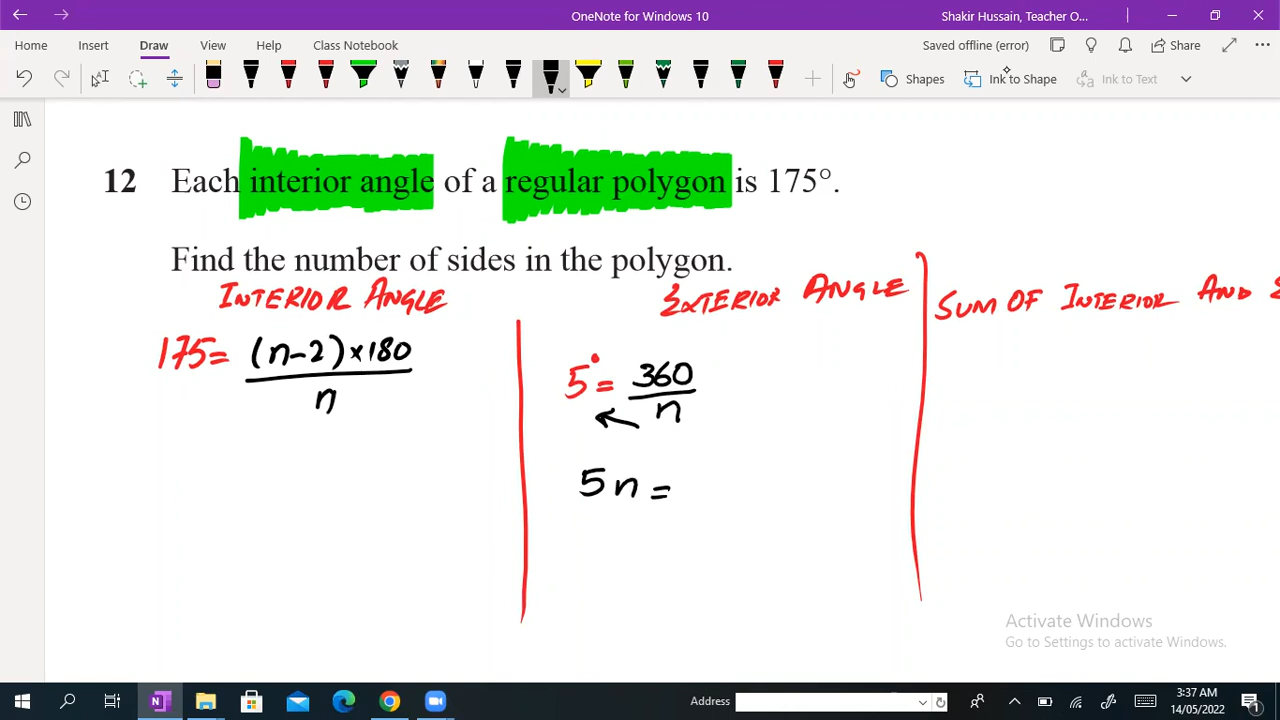 OneNote for Windows 10
Shakir Hussain, Teacher O...
Home Insert Draw View Help Class Notebook
Saved offline (error) Share
Shapes Ink to Shape Ink to Text
12 Each interior angle of a regular polygon is 175°.
Find the number of sides in the polygon.
INTERIOR ANGLE
EXTERIOR ANGLE
SUM OF INTERIOR AND
175= (n-2)×180
n
5°= 360
n
5n=
Activate Windows
Go to Settings to activate Windows.
Address
3:37 AM
14/05/2022
1